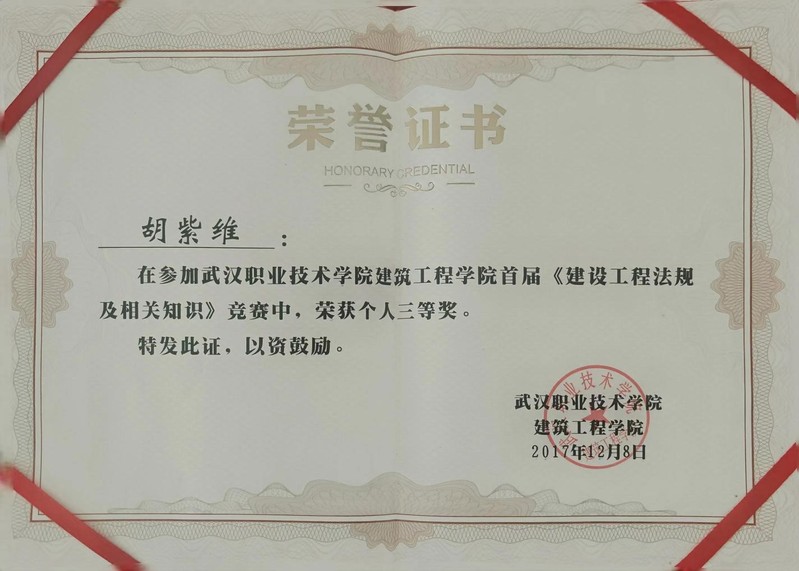 荣誉证书
HONORARY CREDENTIAL
胡紫维：
在参加武汉职业技术学院建筑工程学院首届《建设工程法规
及相关知识》竞赛中，荣获个人三等奖。
特发此证，以资鼓励。
武汉职业技术学院
建筑工程学院
2017年12月8日